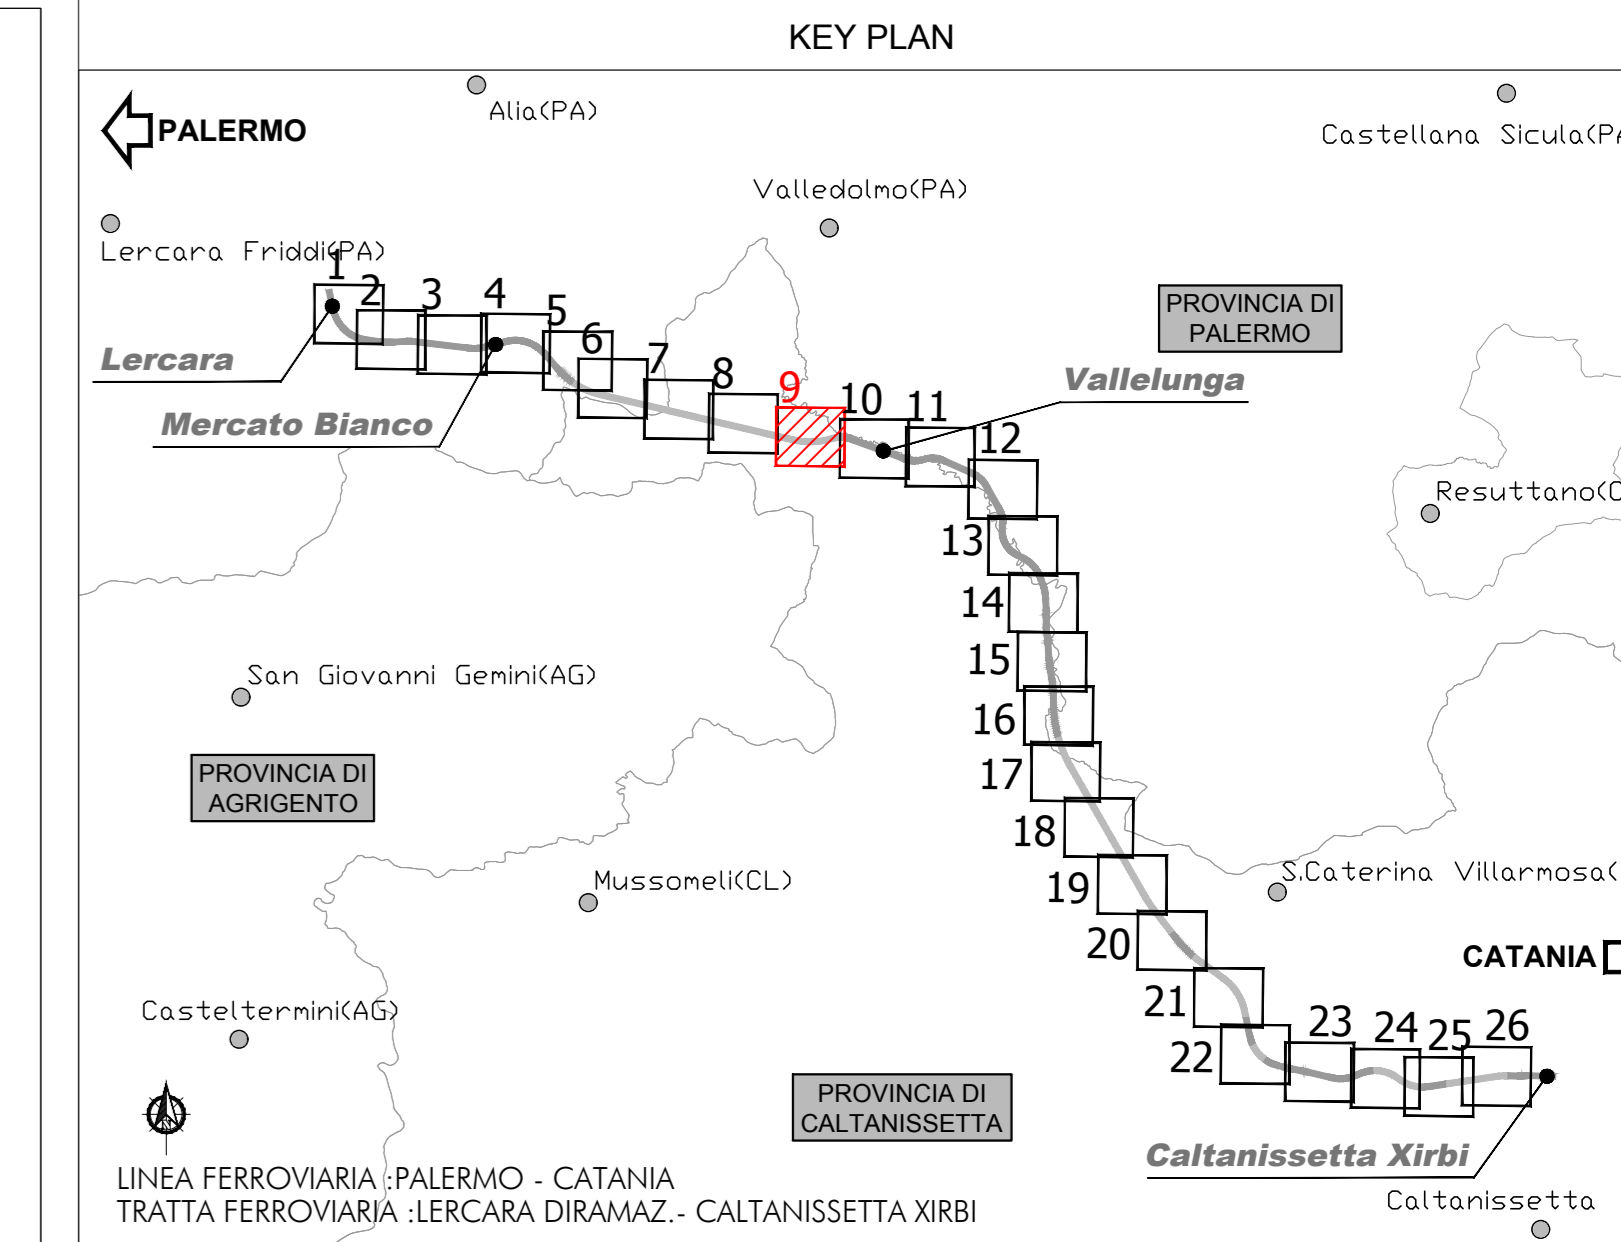 KEY PLAN
Alia(PA)
PALERMO
Castellana Sicula(PA
Valledolmo(PA)
Lercara Friddi(PA)
1
2
3
4
5
6
7
8
9
10
11
12
PROVINCIA DI
PALERMO
Lercara
Vallelunga
Mercato Bianco
Resuttano(C
13
14
15
San Giovanni Gemini(AG)
16
17
PROVINCIA DI
AGRIGENTO
18
Mussomeli(CL)
19
S.Caterina Villarmosa(
20
CATANIA
21
Casteltermini(AG)
22
23
24
25
26
PROVINCIA DI
CALTANISSETTA
Caltanissetta Xirbi
LINEA FERROVIARIA :PALERMO - CATANIA
TRATTA FERROVIARIA :LERCARA DIRAMAZ.- CALTANISSETTA XIRBI
Caltanissetta